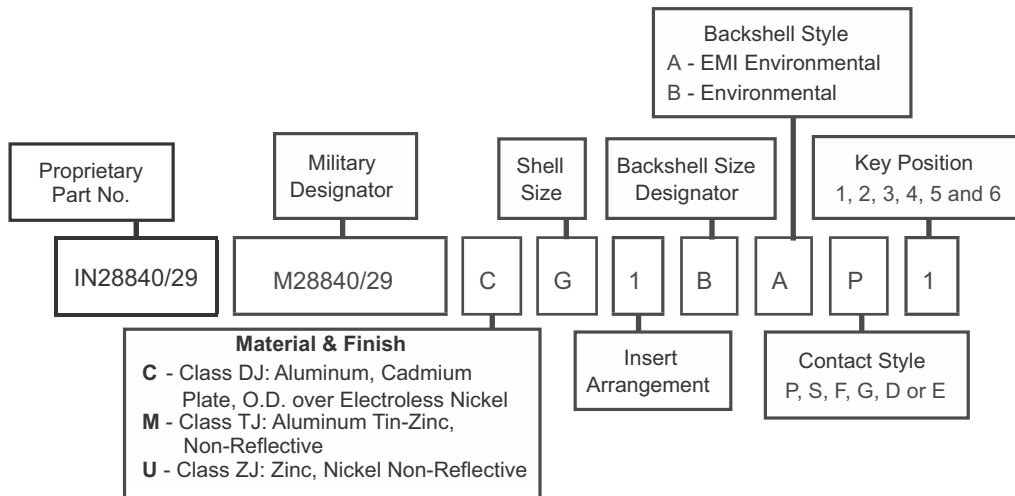 Backshell Style
A - EMI Environmental
B - Environmental
Proprietary
Part No.
Military
Designator
Shell
Size
Backshell Size
Designator
Key Position
1, 2, 3, 4, 5 and 6
IN28840/29
M28840/29
C
G
1
B
A
P
1
Material & Finish
C - Class DJ: Aluminum, Cadmium
Plate, O.D. over Electroless Nickel
M - Class TJ: Aluminum Tin-Zinc,
Non-Reflective
U - Class ZJ: Zinc, Nickel Non-Reflective
Insert
Arrangement
Contact Style
P, S, F, G, D or E